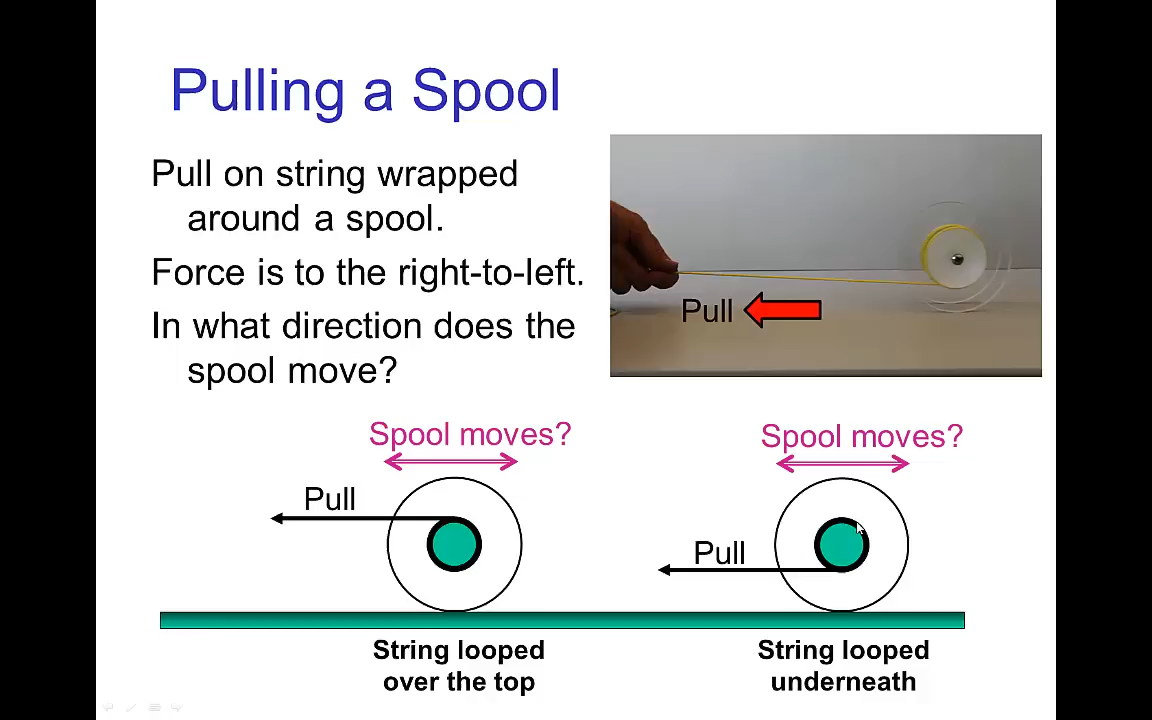 Pulling a Spool
Pull on string wrapped
around a spool.
Force is to the right-to-left.
In what direction does the
spool move?
Pull
Spool moves?
Spool moves?
Pull
Pull
String looped
over the top
String looped
underneath